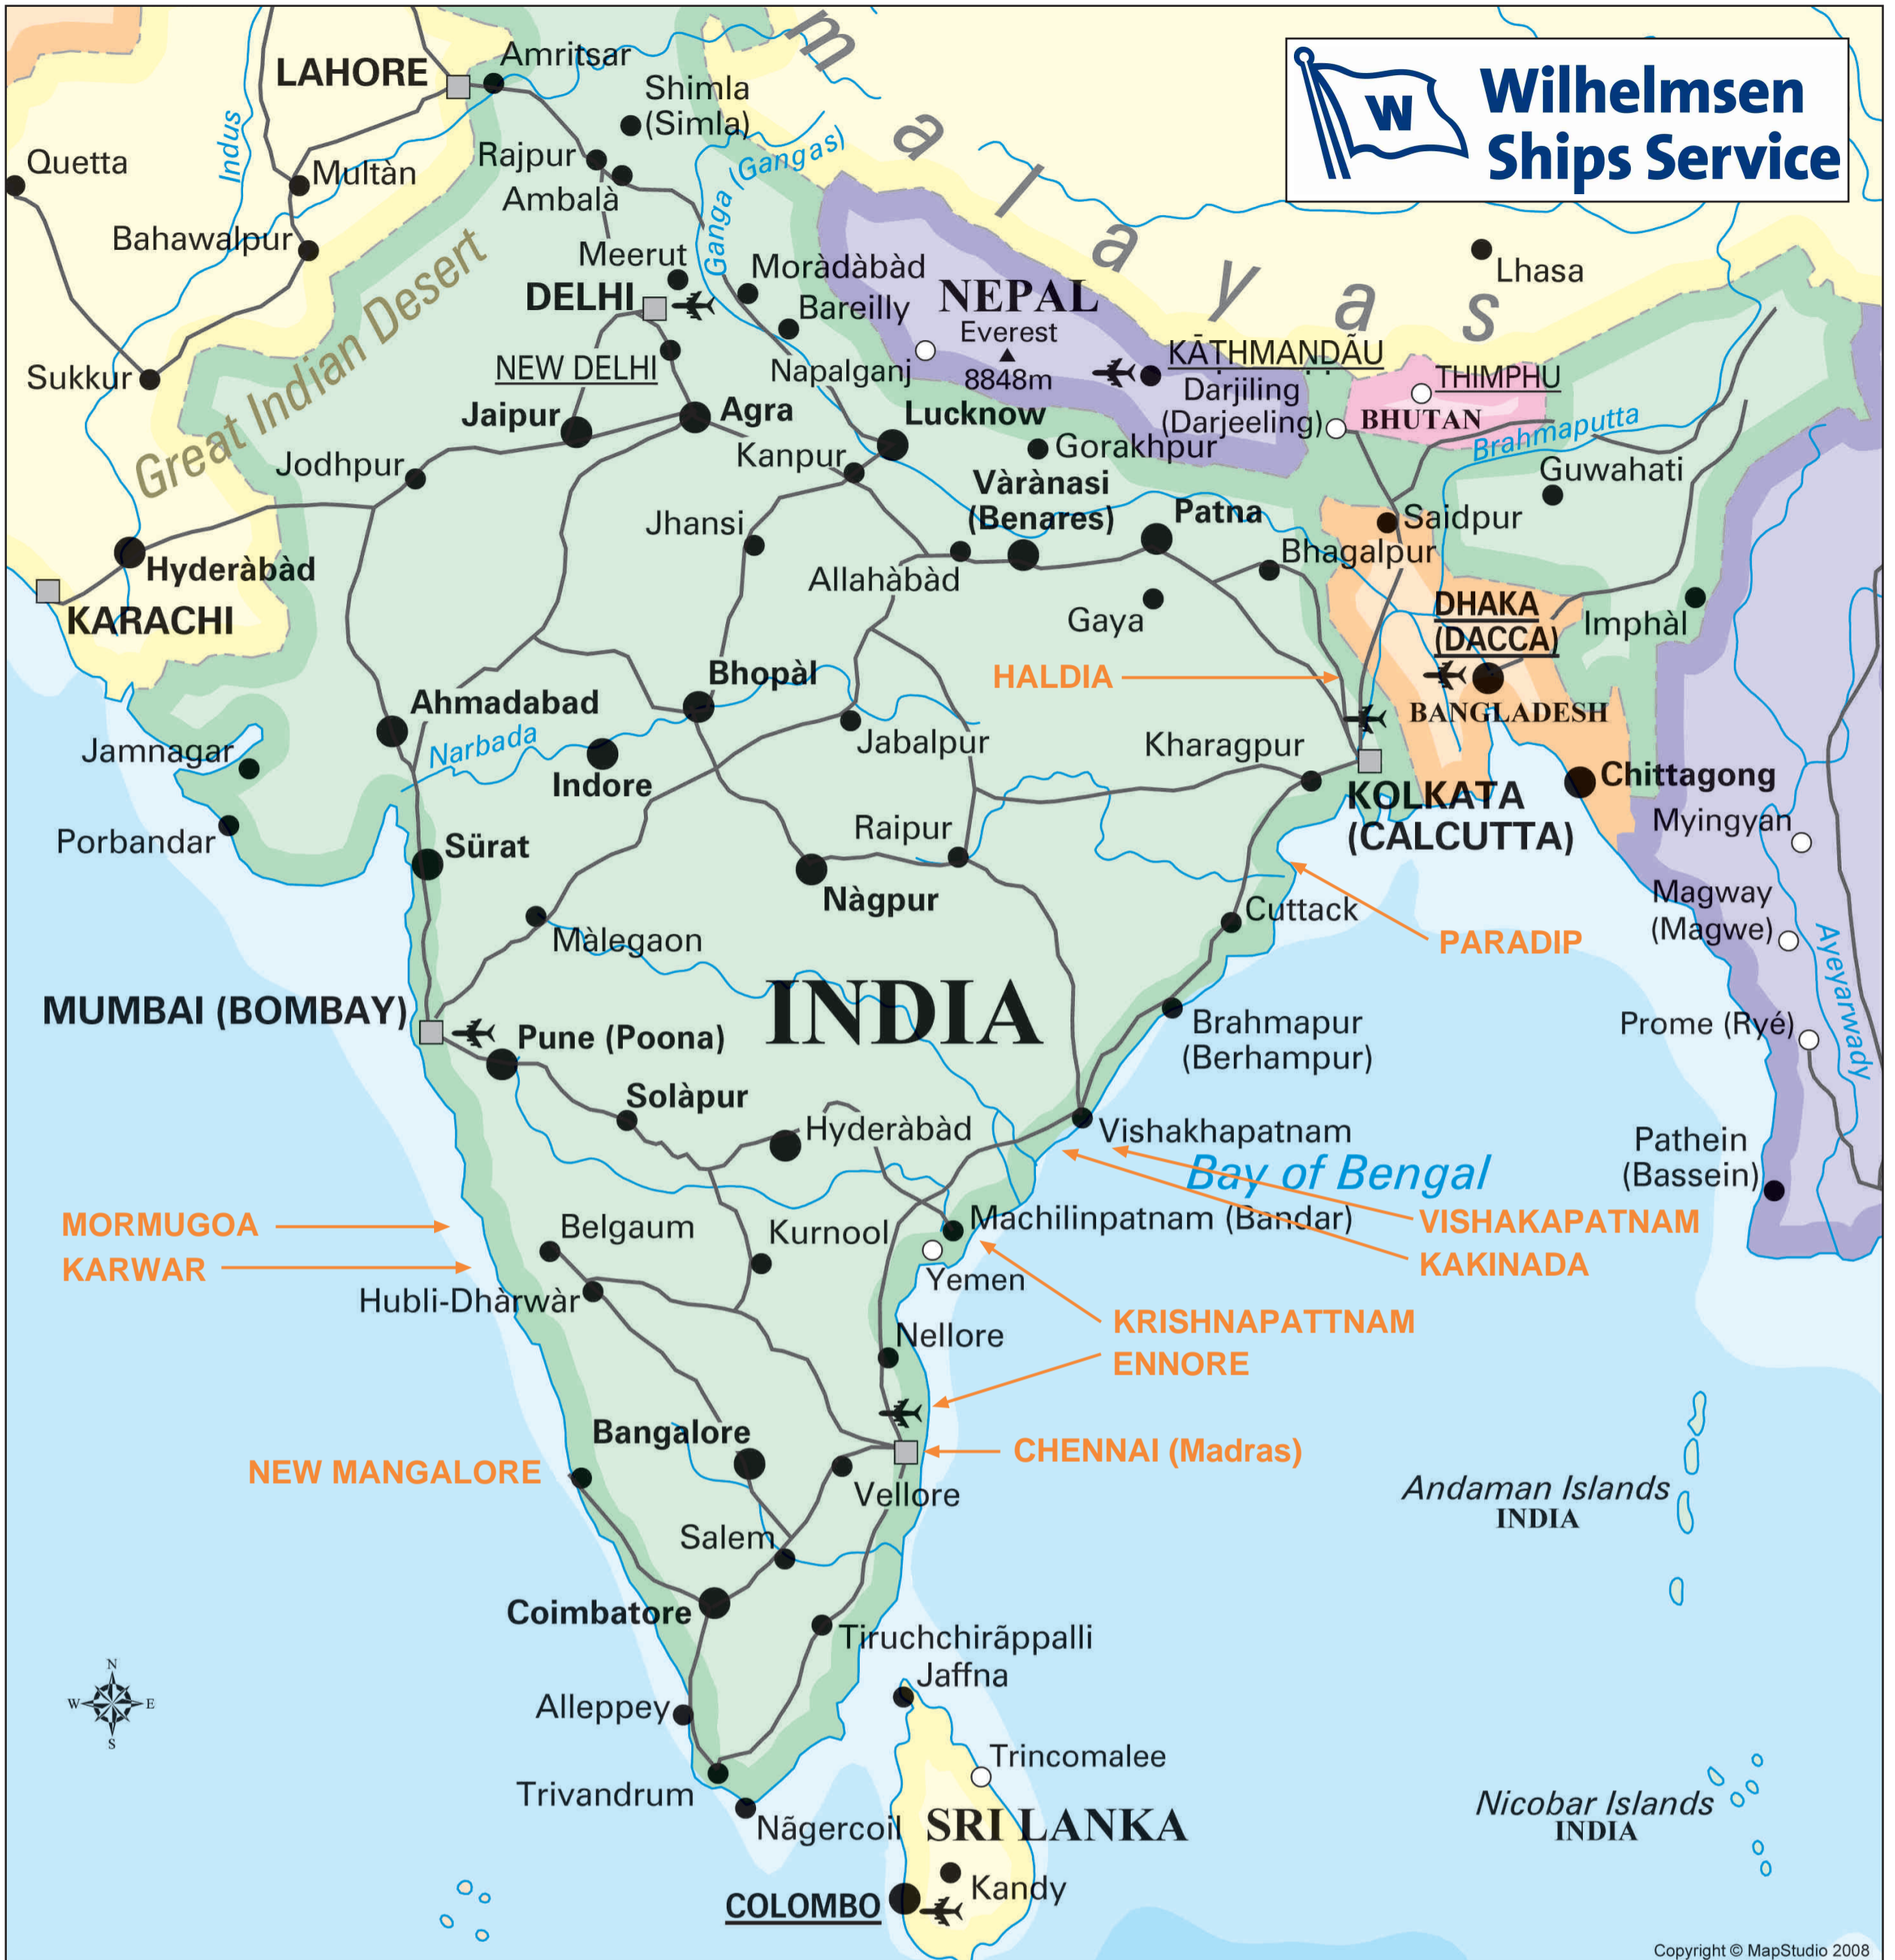 Wilhelmsen
Ships Service
m a l a y a s
LAHORE
Amritsar
Shimla
(Simla)
Indus
Quetta
Multàn
Rajpur
Ambalà
Ganga (Gangas)
Bahawalpur
Great Indian Desert
Meerut
DELHI
Moràdàbàd
Bareilly
NEPAL
Everest
8848m
Lhasa
Sukkur
NEW DELHI
Napalganj
KĀTHMANDÃU
Darjiling
(Darjeeling)
THIMPHU
BHUTAN
Brahmaputta
Jaipur
Agra
Lucknow
Gorakhpur
Guwahati
Jodhpur
Kanpur
Vàrànasi
(Benares)
Patna
Saidpur
Jhansi
Bhagalpur
Hyderàbàd
Allahàbàd
KARACHI
Gaya
DHAKA
(DACCA)
Imphàl
HALDIA
Bhopàl
Ahmadabad
BANGLADESH
Narbada
Jamnagar
Jabalpur
Kharagpur
Indore
Chittagong
KOLKATA
(CALCUTTA)
Myingyan
Porbandar
Sürat
Raipur
Nàgpur
Magway
(Magwe)
Cuttack
PARADIP
Màlegaon
Ayeyarwady
MUMBAI (BOMBAY)
INDIA
Pune (Poona)
Brahmapur
(Berhampur)
Prome (Ryé)
Solàpur
Hyderàbàd
Vishakhapatnam
Bay of Bengal
Pathein
(Bassein)
MORMUGOA
KARWAR
Belgaum
Kurnool
Machilinpatnam (Bandar)
VISHAKAPATNAM
KAKINADA
Yemen
Hubli-Dhàrwàr
KRISHNAPATTNAM
ENNORE
Nellore
Bangalore
CHENNAI (Madras)
NEW MANGALORE
Vellore
Andaman Islands
INDIA
Salem
Coimbatore
Tiruchchirãppalli
Jaffna
N
W
E
S
Alleppey
Trincomalee
Trivandrum
Nãgercoil
SRI LANKA
Nicobar Islands
INDIA
Kandy
COLOMBO
Copyright © MapStudio 2008
W